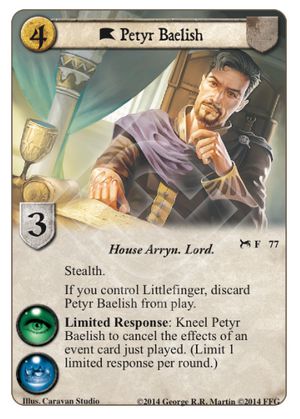 4
Petyr Baelish
3
House Arryn. Lord.
F 77
Stealth.
If you control Littlefinger, discard
Petyr Baelish from play.
Limited Response: Kneel Petyr
Baelish to cancel the effects of an
event card just played. (Limit 1
limited response per round.)
Illus. Caravan Studio
©2014 George R.R. Martin ©2014 FFG